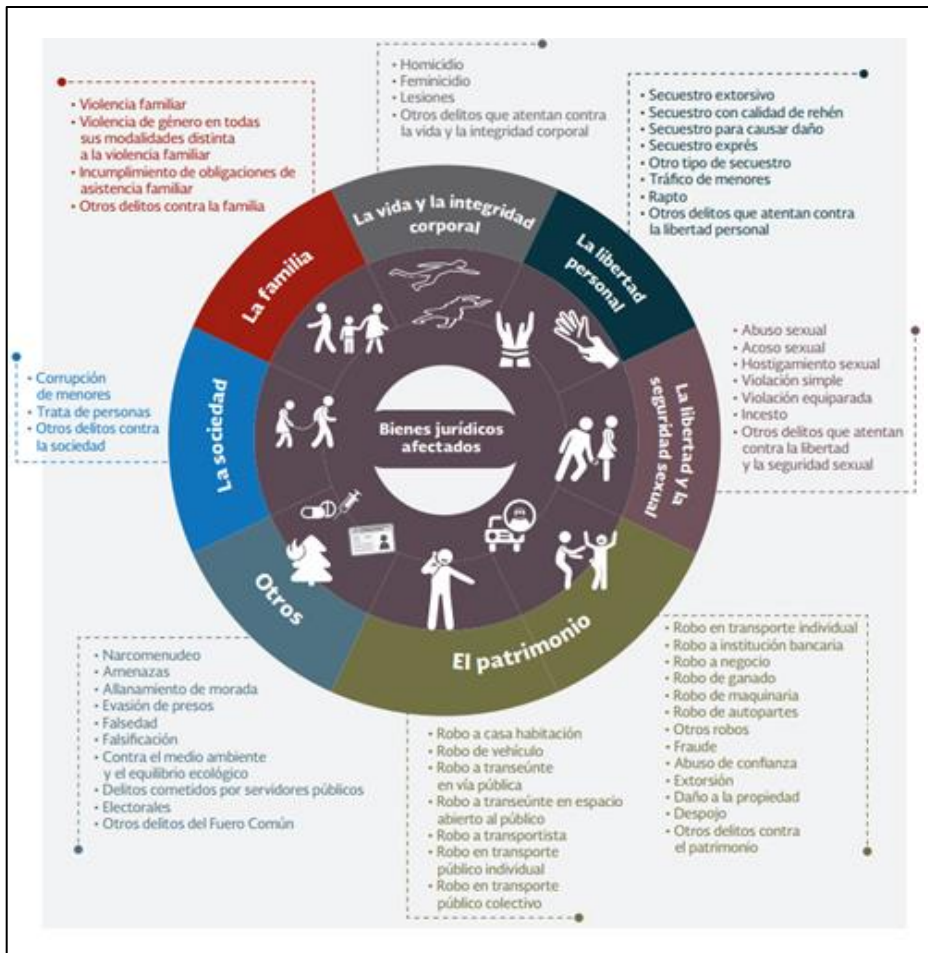 • Homicidio
• Feminicidio
• Lesiones
• Otros delitos que atentan contra
la vida y la integridad corporal
• Violencia familiar
• Violencia de género en todas
sus modalidades distinta
a la violencia familiar
• Incumplimiento de obligaciones de
asistencia familiar
• Otros delitos contra la familia
• Secuestro extorsivo
• Secuestro con calidad de rehén
• Secuestro para causar daño
• Secuestro exprés
• Otro tipo de secuestro
• Tráfico de menores
• Rapto
• Otros delitos que atentan contra
la libertad personal
La vida y la integridad
corporal
La familia
La libertad
personal
• Corrupción
de menores
• Trata de personas
• Otros delitos contra
la sociedad
La sociedad
Bienes jurídicos
afectados
La libertad y la
seguridad sexual
• Abuso sexual
• Acoso sexual
• Hostigamiento sexual
• Violación simple
• Violación equiparada
• Incesto
• Otros delitos que atentan
contra la libertad
y la seguridad sexual
Otros
El patrimonio
• Narcomenudeo
• Amenazas
• Allanamiento de morada
• Evasión de presos
• Falsedad
• Falsificación
• Contra el medio ambiente
y el equilibrio ecológico
• Delitos cometidos por servidores públicos
• Electorales
• Otros delitos del Fuero Común
• Robo a casa habitación
• Robo de vehículo
• Robo a transeúnte
en vía pública
• Robo a transeúnte en espacio
abierto al público
• Robo a transportista
• Robo en transporte
público individual
• Robo en transporte
público colectivo
• Robo en transporte individual
• Robo a institución bancaria
• Robo a negocio
• Robo de ganado
• Robo de maquinaria
• Robo de autopartes
• Otros robos
• Fraude
• Abuso de confianza
• Extorsión
• Daño a la propiedad
• Despojo
• Otros delitos contra
el patrimonio